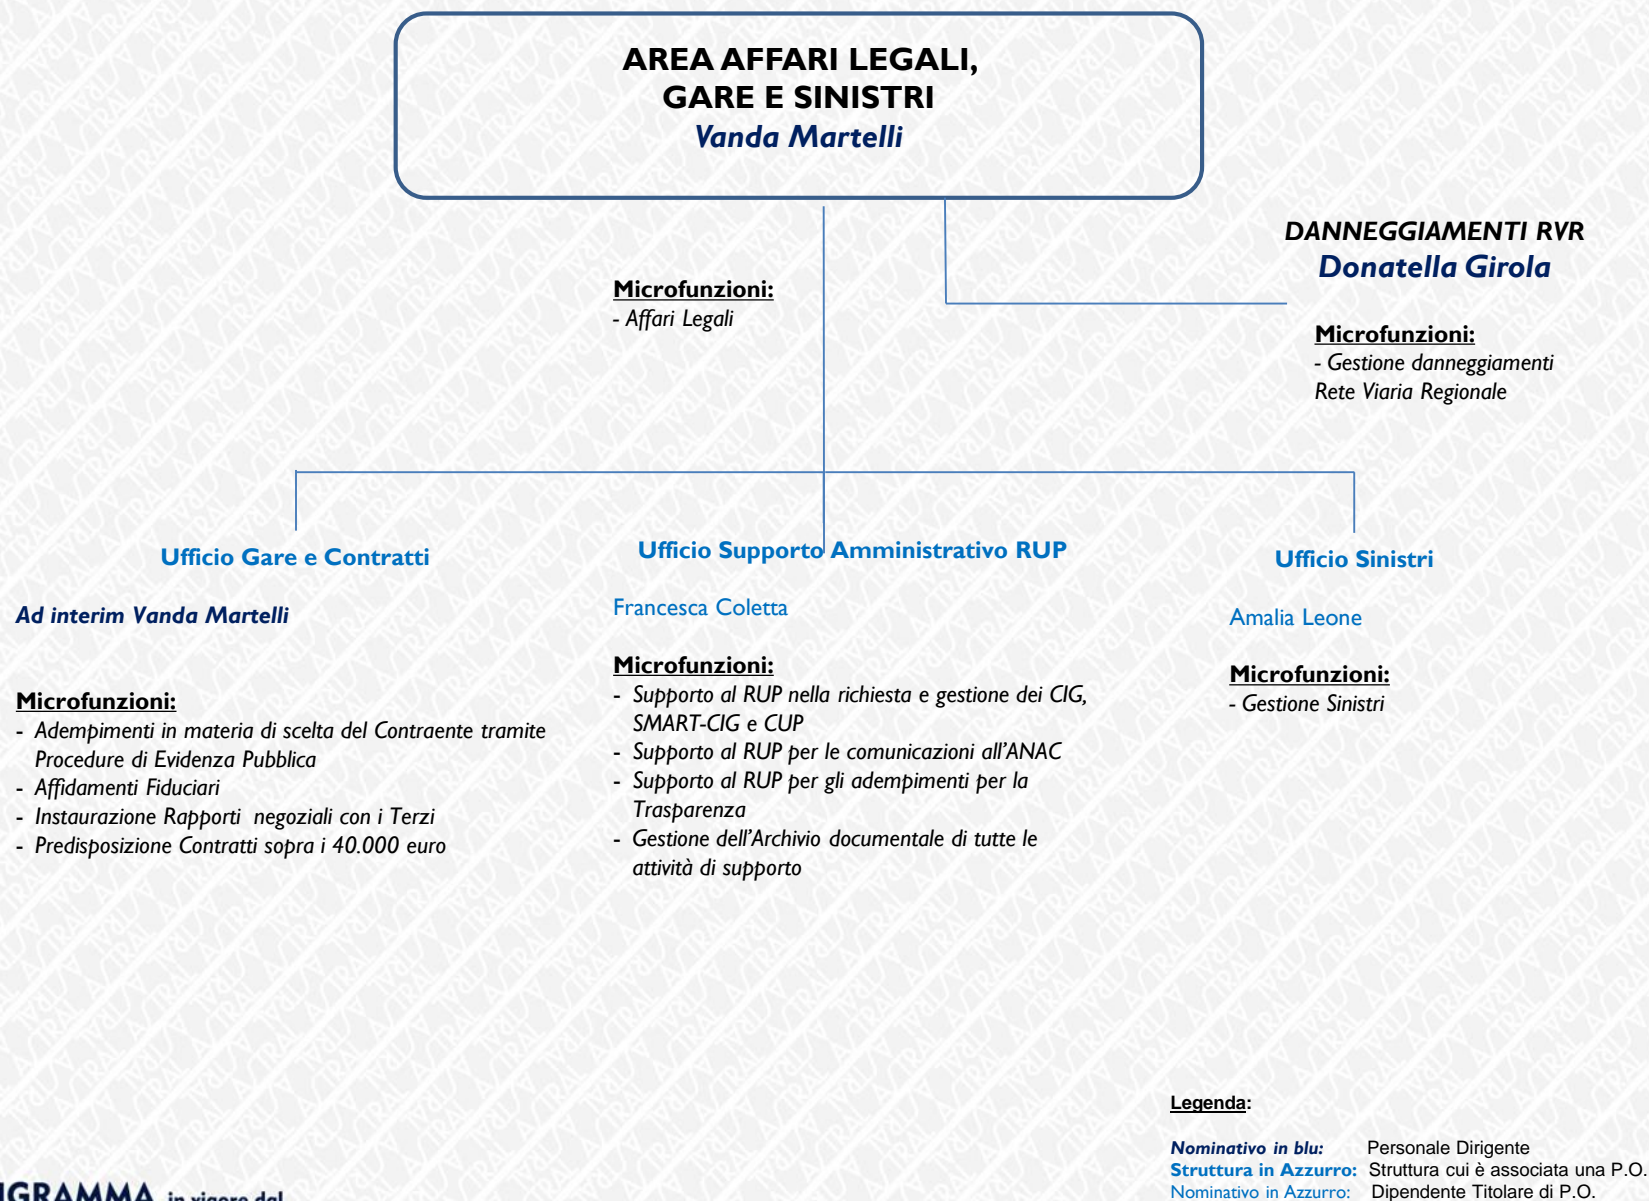 AREA AFFARI LEGALI,
GARE E SINISTRI
Vanda Martelli
DANNEGGIAMENTI RVR
Donatella Girola
Microfunzioni:
- Affari Legali
Microfunzioni:
- Gestione danneggiamenti
Rete Viaria Regionale
Ufficio Gare e Contratti
Ad interim Vanda Martelli
Microfunzioni:
- Adempimenti in materia di scelta del Contraente tramite
Procedure di Evidenza Pubblica
- Affidamenti Fiduciari
- Instaurazione Rapporti negoziali con i Terzi
- Predisposizione Contratti sopra i 40.000 euro
Ufficio Supporto Amministrativo RUP
Francesca Coletta
Microfunzioni:
- Supporto al RUP nella richiesta e gestione dei CIG,
SMART-CIG e CUP
- Supporto al RUP per le comunicazioni all’ANAC
- Supporto al RUP per gli adempimenti per la
Trasparenza
- Gestione dell’Archivio documentale di tutte le
attività di supporto
Ufficio Sinistri
Amalia Leone
Microfunzioni:
- Gestione Sinistri
Legenda:
Nominativo in blu: Personale Dirigente
Struttura in Azzurro: Struttura cui è associata una P.O.
Nominativo in Azzurro: Dipendente Titolare di P.O.
IGRAMMA in vigore dal